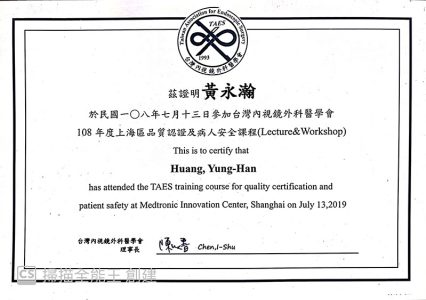 Taiwan Association for Endoscopic Surgery
TAES
1993
台灣內視鏡外科醫學會
茲證明黃永瀚
於民國一〇八年七月十三日參加台灣內視鏡外科醫學會
108 年度上海區品質認證及病人安全課程(Lecture&Workshop)
This is to certify that
Huang, Yung-Han
has attended the TAES training course for quality certification and
patient safety at Medtronic Innovation Center, Shanghai on July 13,2019
台灣內視鏡外科醫學會
理事長
Chen,I-Shu
CS 掃描全能王 創建